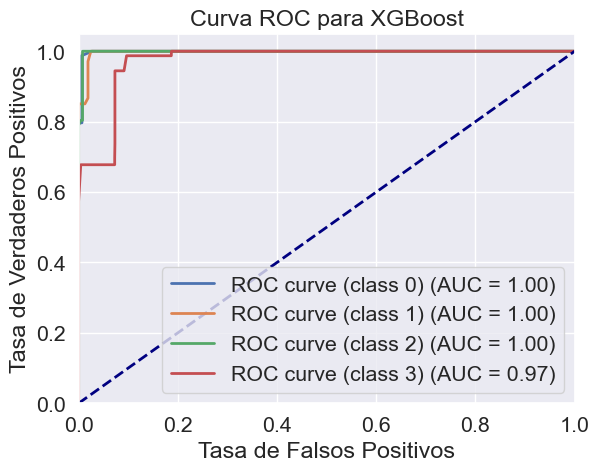 Curva ROC para XGBoost
Tasa de Verdaderos Positivos
1.0
0.8
0.6
0.4
0.2
0.0
ROC curve (class 0) (AUC = 1.00)
ROC curve (class 1) (AUC = 1.00)
ROC curve (class 2) (AUC = 1.00)
ROC curve (class 3) (AUC = 0.97)
0.0 0.2 0.4 0.6 0.8 1.0
Tasa de Falsos Positivos